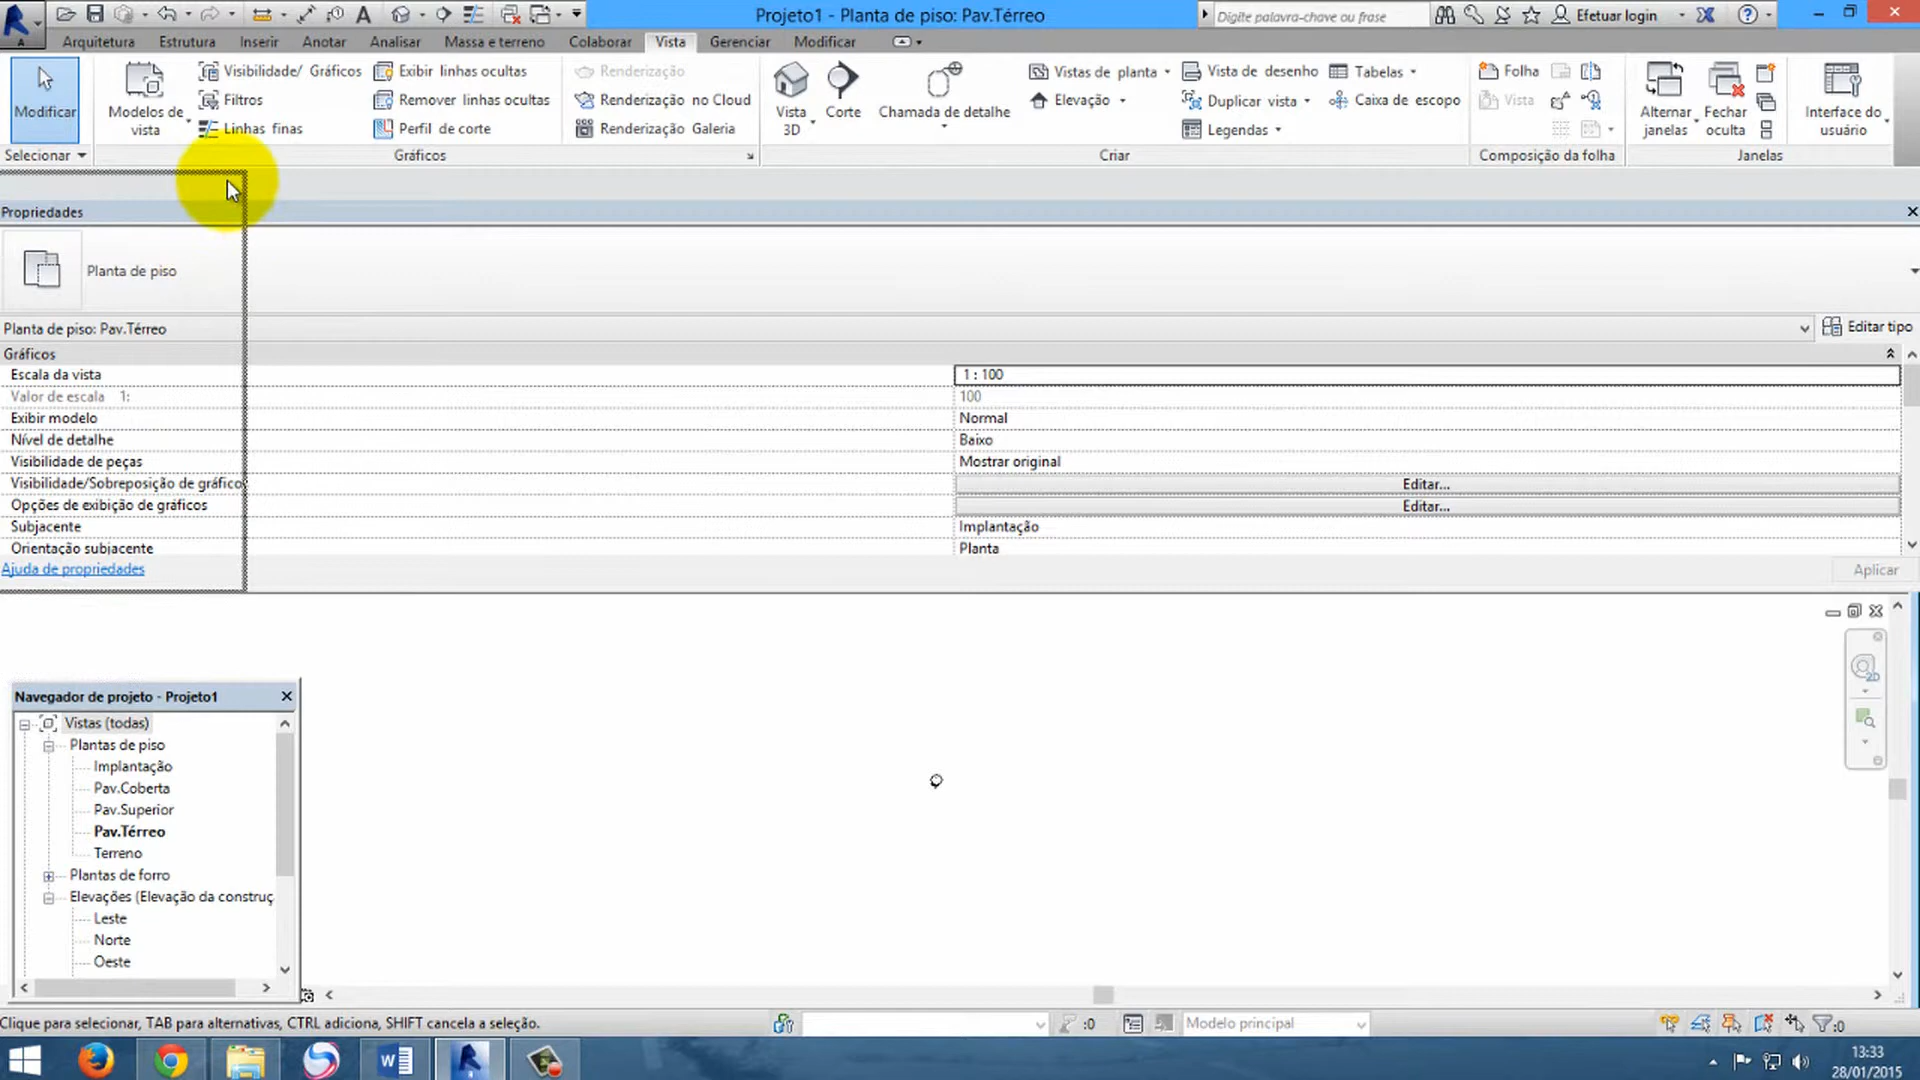 Projeto1 - Planta de piso: Pav.Térreo
Digite palavra-chave ou frase
Efetuar login
Arquitetura Estrutura Inserir Anotar Analisar Massa e terreno Colaborar Vista Gerenciar Modificar
Modificar
Selecionar
Modelos de vista
Visibilidade/ Gráficos
Filtros
Linhas finas
Exibir linhas ocultas
Remover linhas ocultas
Perfil de corte
Renderização
Renderização no Cloud
Renderização Galeria
Gráficos
Vista 3D
Corte
Chamada de detalhe
Vistas de planta
Elevação
Vista de desenho
Duplicar vista
Legendas
Tabelas
Caixa de escopo
Criar
Folha
Vista
Composição da folha
Alternar janelas
Fechar oculta
Janelas
Interface do usuário
Propriedades
Planta de piso
Planta de piso: Pav.Térreo
Editar tipo
Gráficos
Escala da vista 1 : 100
Valor de escala 1: 100
Exibir modelo Normal
Nível de detalhe Baixo
Visibilidade de peças Mostrar original
Visibilidade/Sobreposição de gráfico Editar...
Opções de exibição de gráficos Editar...
Subjacente Implantação
Orientação subjacente Planta
Ajuda de propriedades
Aplicar
2D
Navegador de projeto - Projeto1
Vistas (todas)
Plantas de piso
Implantação
Pav.Coberta
Pav.Superior
Pav.Térreo
Terreno
Plantas de forro
Elevações (Elevação da construç
Leste
Norte
Oeste
Clique para selecionar, TAB para alternativas, CTRL adiciona, SHIFT cancela a seleção.
:0
Modelo principal
:0
13:33
28/01/2015